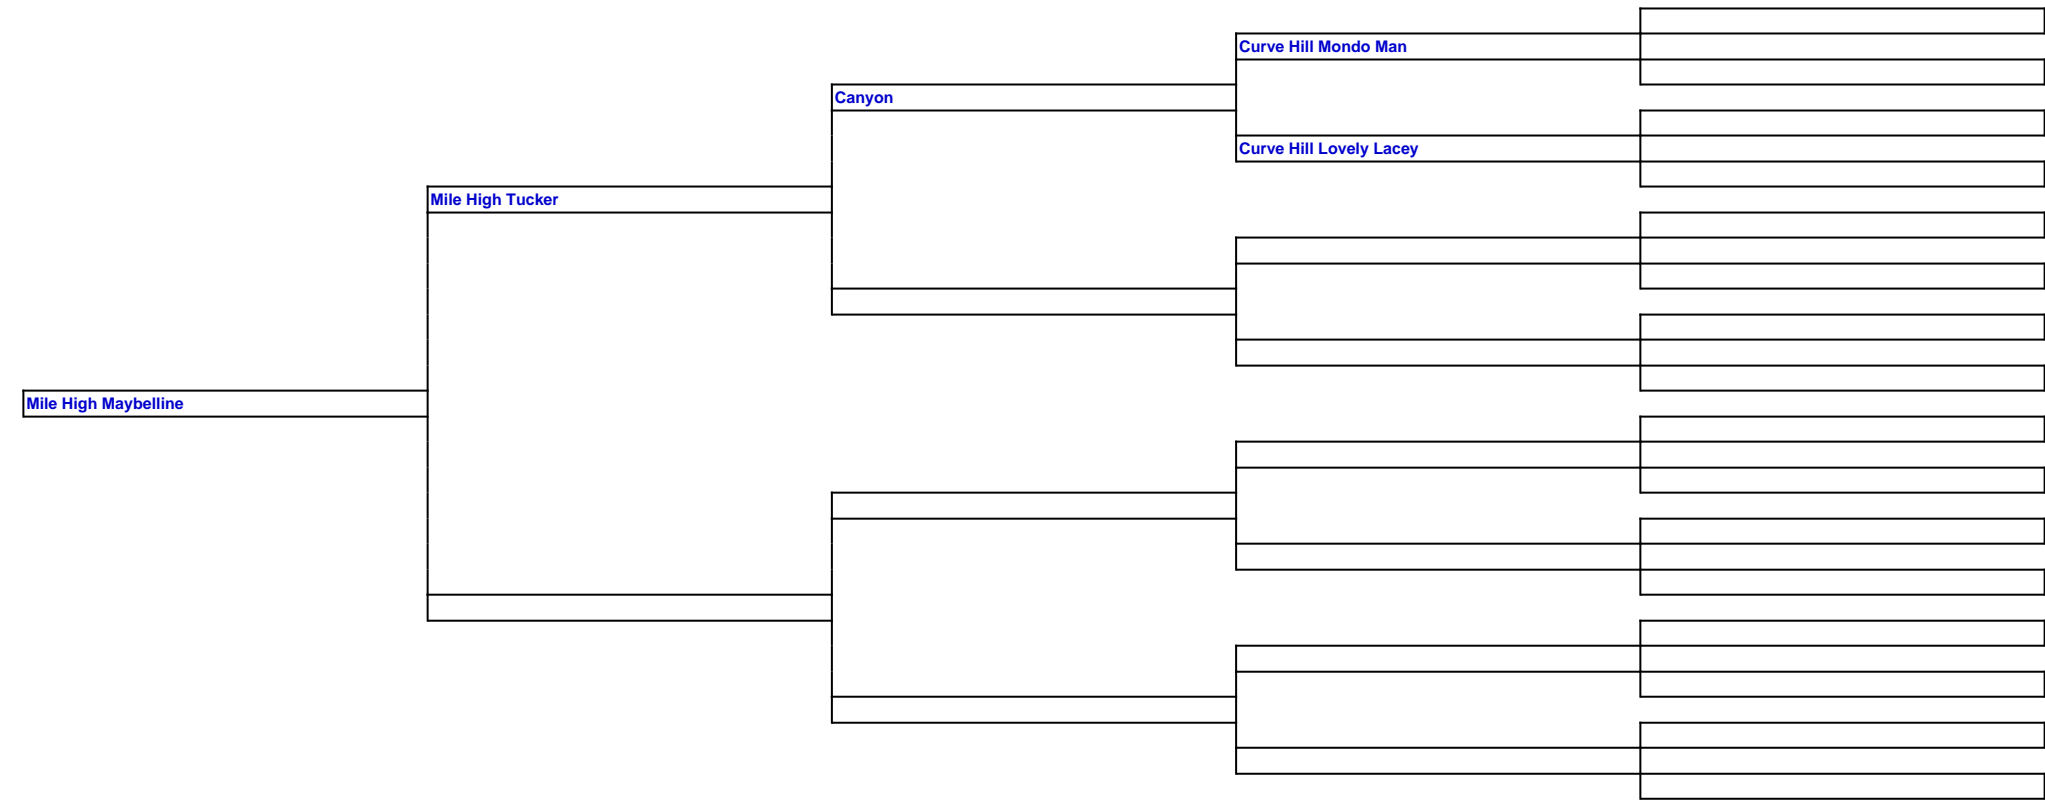 Curve Hill Mondo Man
Canyon
Curve Hill Lovely Lacey
Mile High Tucker
Mile High Maybelline